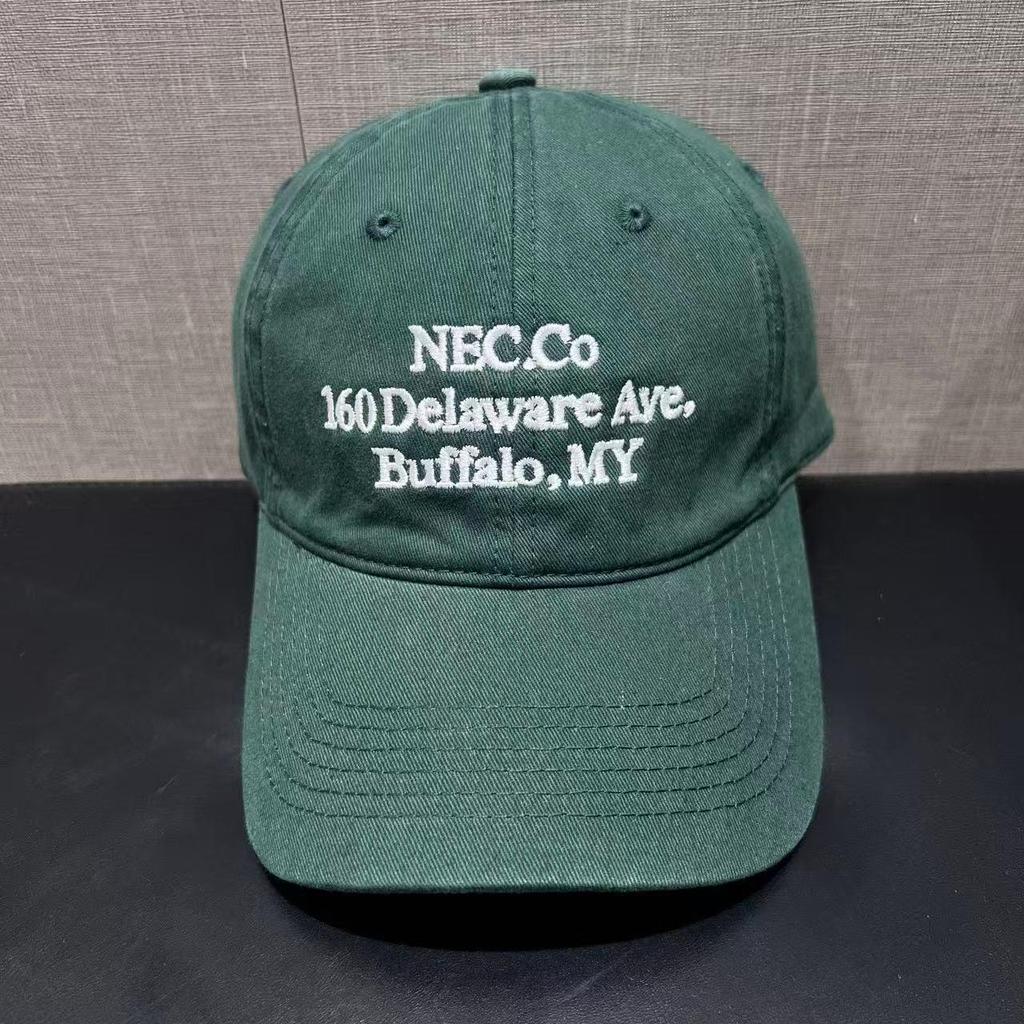 NEC.Co
160 Delaware Ave,
Buffalo, MY